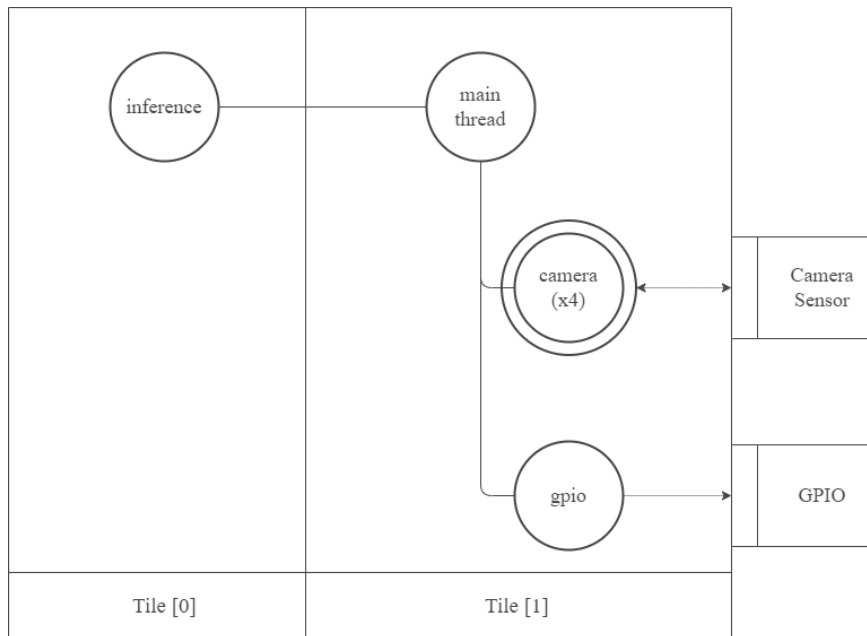 inference
main
thread
camera
(x4)
Camera
Sensor
gpio
GPIO
Tile [0]
Tile [1]